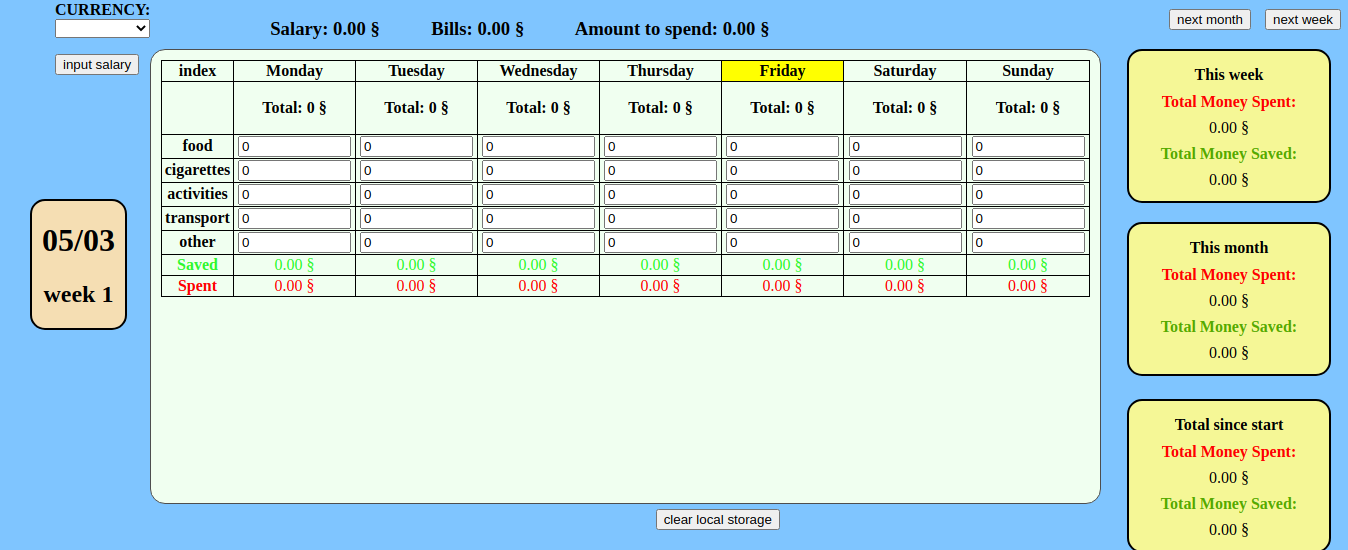 CURRENCY:
Salary: 0.00 § Bills: 0.00 § Amount to spend: 0.00 §
next month next week
input salary
index Monday Tuesday Wednesday Thursday Friday Saturday Sunday
Total: 0 § Total: 0 § Total: 0 § Total: 0 § Total: 0 § Total: 0 § Total: 0 §
food 0 0 0 0 0 0 0
cigarettes 0 0 0 0 0 0 0
activities 0 0 0 0 0 0 0
transport 0 0 0 0 0 0 0
other 0 0 0 0 0 0 0
Saved 0.00 § 0.00 § 0.00 § 0.00 § 0.00 § 0.00 § 0.00 §
Spent 0.00 § 0.00 § 0.00 § 0.00 § 0.00 § 0.00 § 0.00 §
05/03
week 1
This week
Total Money Spent:
0.00 §
Total Money Saved:
0.00 §
This month
Total Money Spent:
0.00 §
Total Money Saved:
0.00 §
Total since start
Total Money Spent:
0.00 §
Total Money Saved:
0.00 §
clear local storage